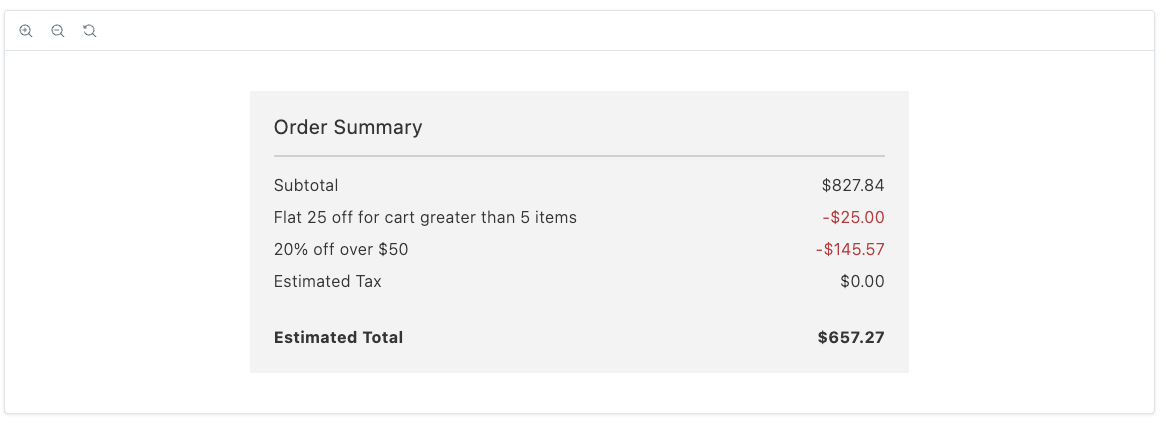 Order Summary
Subtotal $827.84
Flat 25 off for cart greater than 5 items -$25.00
20% off over $50 -$145.57
Estimated Tax $0.00
Estimated Total $657.27